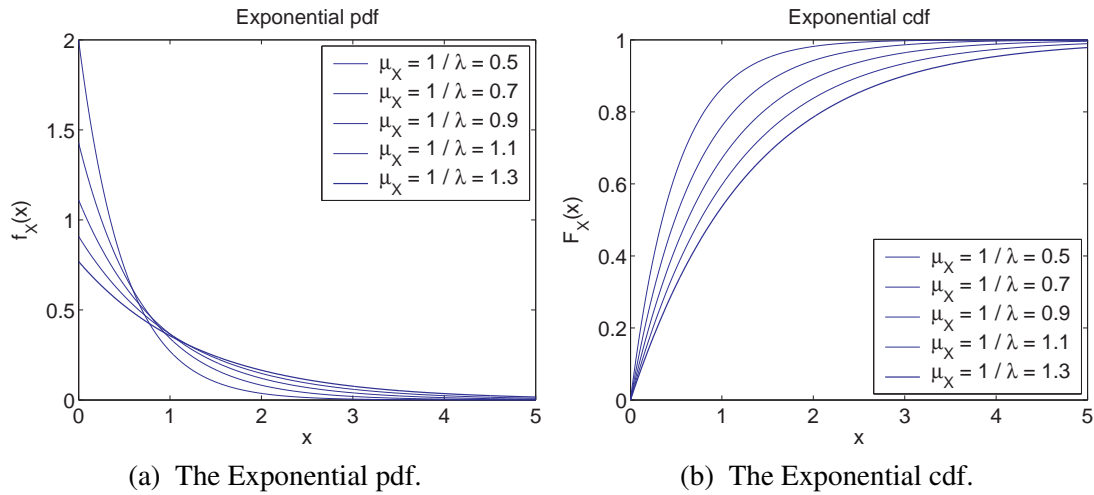 Exponential pdf
2
1.5
1
0.5
0
f_X(x)
μ_X = 1 / λ = 0.5
μ_X = 1 / λ = 0.7
μ_X = 1 / λ = 0.9
μ_X = 1 / λ = 1.1
μ_X = 1 / λ = 1.3
0 1 2 3 4 5
x
(a) The Exponential pdf.
Exponential cdf
1
0.8
0.6
0.4
0.2
0
F_X(x)
μ_X = 1 / λ = 0.5
μ_X = 1 / λ = 0.7
μ_X = 1 / λ = 0.9
μ_X = 1 / λ = 1.1
μ_X = 1 / λ = 1.3
0 1 2 3 4 5
x
(b) The Exponential cdf.